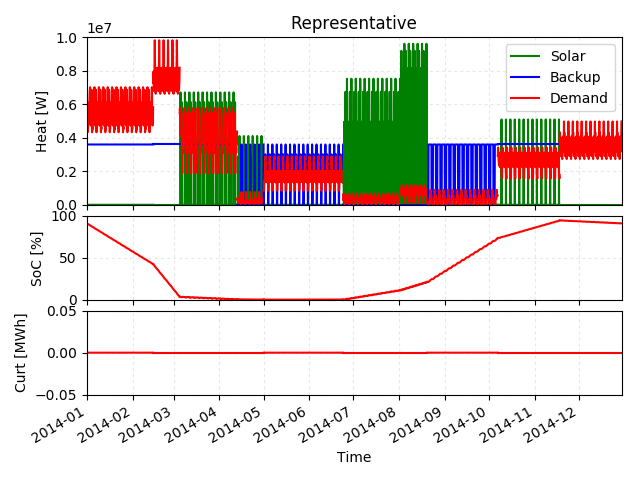 Representative
1e7
1.0
0.8
0.6
0.4
0.2
0.0
Heat [W]
Solar
Backup
Demand
100
50
0
SoC [%]
0.05
0.00
−0.05
Curt [MWh]
2014-01
2014-02
2014-03
2014-04
2014-05
2014-06
2014-07
2014-08
2014-09
2014-10
2014-11
2014-12
Time